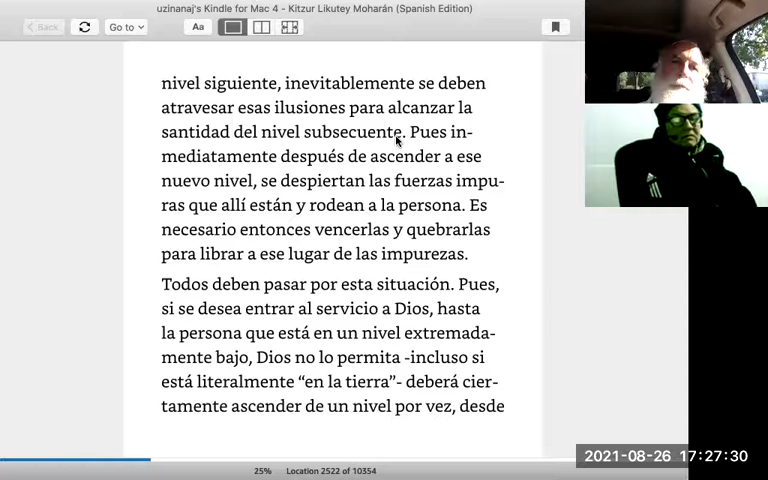 uzinanaj's Kindle for Mac 4 - Kitzur Likutey Moharán (Spanish Edition)
Back
Go to
Aa
nivel siguiente, inevitablemente se deben
atravesar esas ilusiones para alcanzar la
santidad del nivel subsecuente. Pues in-
mediatamente después de ascender a ese
nuevo nivel, se despiertan las fuerzas impu-
ras que allí están y rodean a la persona. Es
necesario entonces vencerlas y quebrarlas
para librar a ese lugar de las impurezas.
Todos deben pasar por esta situación. Pues,
si se desea entrar al servicio a Dios, hasta
la persona que está en un nivel extremada-
mente bajo, Dios no lo permita -incluso si
está literalmente “en la tierra”- deberá cier-
tamente ascender de un nivel por vez, desde
25% Location 2522 of 10354
2021-08-26 17:27:30